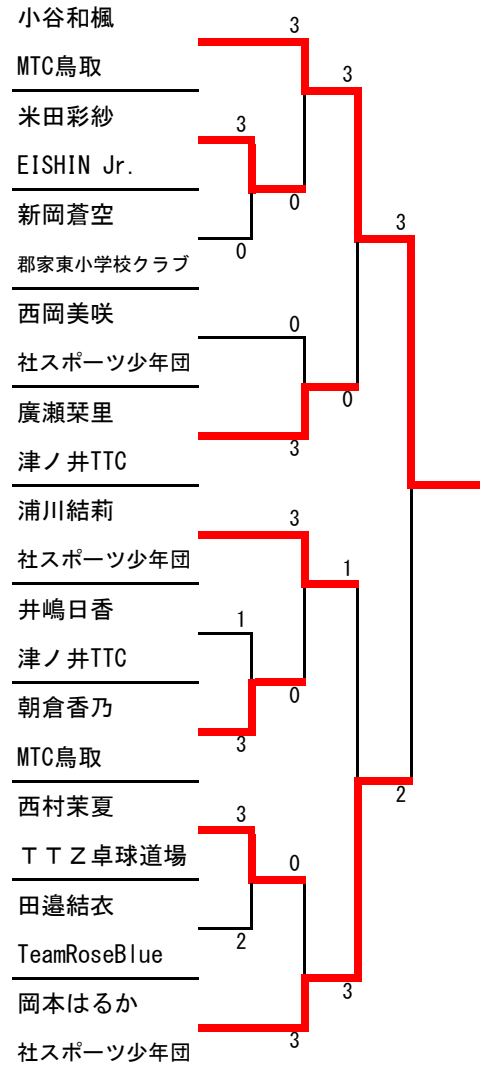 小谷和楓
3
MTC鳥取
3
米田彩紗
3
EISHIN Jr.
新岡蒼空
0
3
0
郡家東小学校クラブ
西岡美咲
0
社スポーツ少年団
0
廣瀬栞里
3
津ノ井TTC
浦川結莉
3
社スポーツ少年団
1
井嶋日香
1
津ノ井TTC
0
朝倉香乃
3
MTC鳥取
2
西村茉夏
3
ＴＴＺ卓球道場
0
田邉結衣
2
TeamRoseBlue
3
岡本はるか
3
社スポーツ少年団